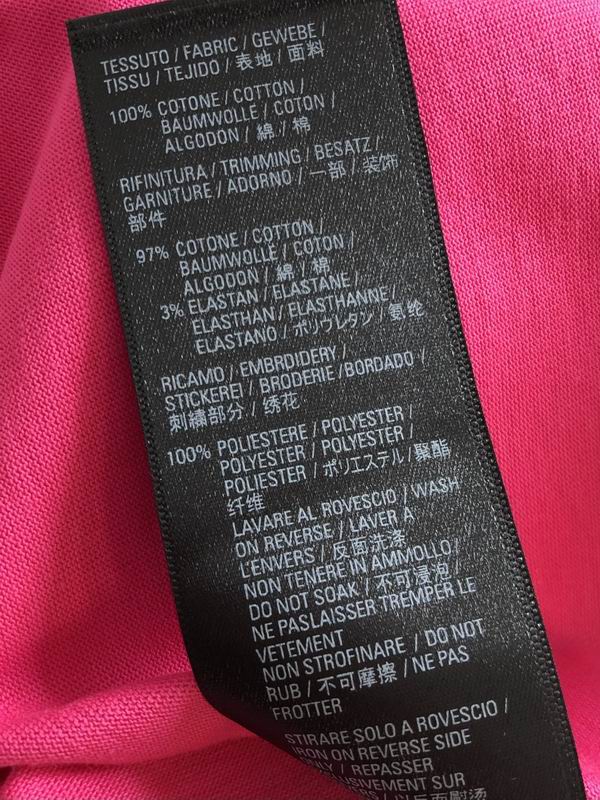 TESSUTO / FABRIC / GEWEBE /
TISSU / TEJIDO / 表地 / 面料
100% COTONE / COTTON /
BAUMWOLLE / COTON /
ALGODON / 綿 / 棉
RIFINITURA / TRIMMING / BESATZ /
GARNITURE / ADORNO / 一部 / 装饰
部件
97% COTONE / COTTON /
BAUMWOLLE / COTON /
ALGODON / 綿 / 棉
3% ELASTAN / ELASTANE /
ELASTHAN / ELASTHANNE /
ELASTANO / ポリウレタン / 氨纶
RICAMO / EMBRDIDERY /
STICKEREI / BRODERIE /BORDADO /
刺繍部分 / 绣花
100% POLIESTERE / POLYESTER /
POLYESTER / POLYESTER /
POLIESTER / ポリエステル / 聚酯
纤维
LAVARE AL ROVESCIO / WASH
ON REVERSE / LAVER A
L'ENVERS / 反面洗涤
NON TENERE IN AMMOLLO/
DO NOT SOAK / 不可浸泡/
NE PASLAISSER TREMPER LE
VETEMENT
NON STROFINARE / DO NOT
RUB / 不可摩擦 / NE PAS
FROTTER
STIRARE SOLO A ROVESCIO /
IRON ON REVERSE SIDE
ONLY / REPASSER
SUR